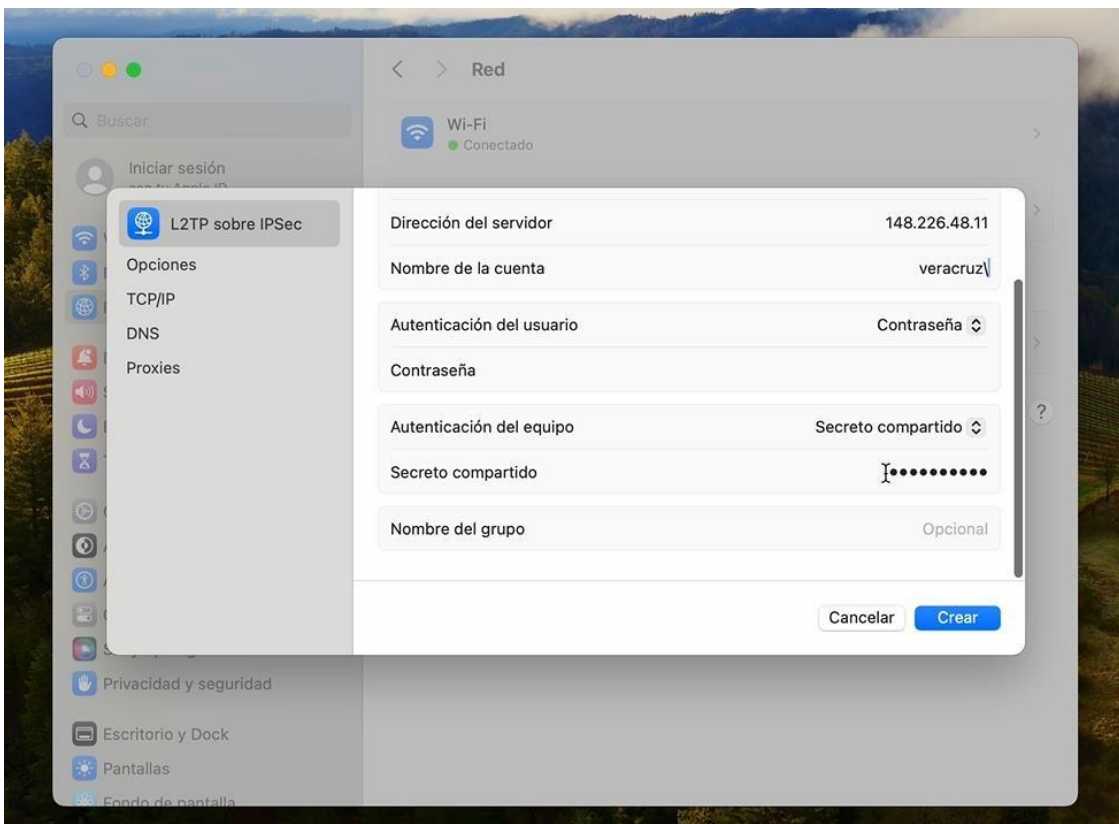 Red
Buscar
Wi-Fi
Conectado
Iniciar sesión
L2TP sobre IPSec
Opciones
TCP/IP
DNS
Proxies
Dirección del servidor 148.226.48.11
Nombre de la cuenta veracruz\
Autenticación del usuario Contraseña
Contraseña
Autenticación del equipo Secreto compartido
Secreto compartido ••••••••••
Nombre del grupo Opcional
?
Cancelar Crear
Privacidad y seguridad
Escritorio y Dock
Pantallas
Fondo de pantalla